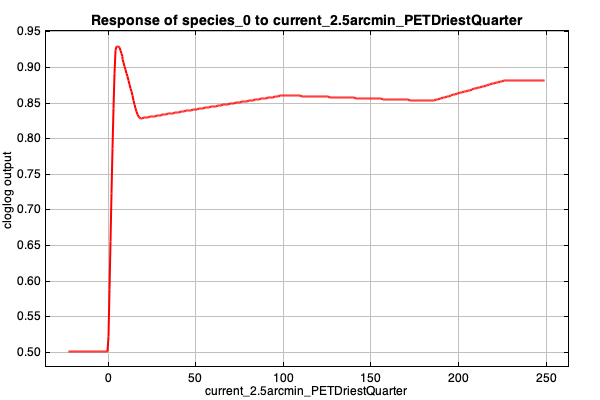 Response of species_0 to current_2.5arcmin_PETDriestQuarter
0.95
0.90
0.85
0.80
0.75
0.70
0.65
0.60
0.55
0.50
cloglog output
0 50 100 150 200 250
current_2.5arcmin_PETDriestQuarter